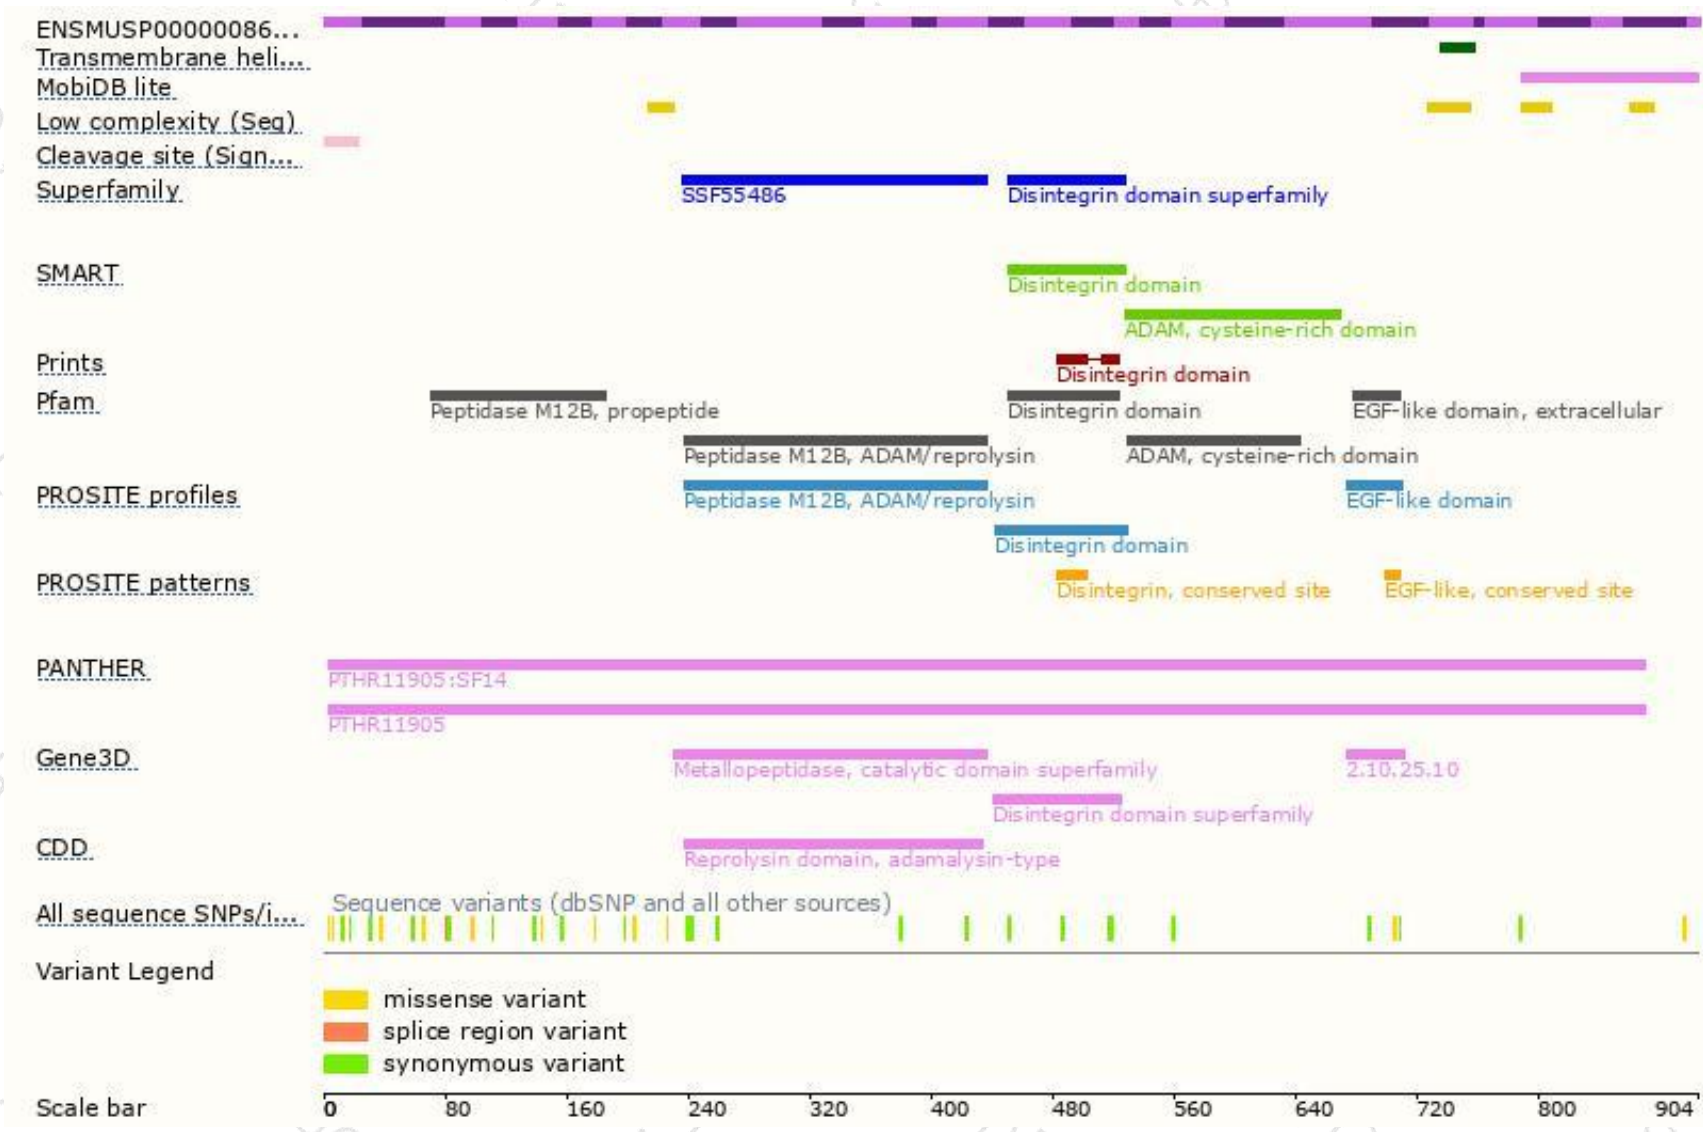 ENSMUSP00000086...
Transmembrane heli...
MobiDB lite
Low complexity (Seg)
Cleavage site (Sign...
Superfamily
SSF55486 Disintegrin domain superfamily
SMART
Disintegrin domain
ADAM, cysteine-rich domain
Prints
Disintegrin domain
Pfam
Peptidase M12B, propeptide Disintegrin domain EGF-like domain, extracellular
Peptidase M12B, ADAM/reprolysin ADAM, cysteine-rich domain
PROSITE profiles
Peptidase M12B, ADAM/reprolysin EGF-like domain
Disintegrin domain
PROSITE patterns
Disintegrin, conserved site EGF-like, conserved site
PANTHER
PTHR11905:SF14
PTHR11905
Gene3D
Metallopeptidase, catalytic domain superfamily 2.10.25.10
Disintegrin domain superfamily
CDD
Reprolysin domain, adamalysin-type
Sequence variants (dbSNP and all other sources)
All sequence SNPs/i...
Variant Legend
missense variant
splice region variant
synonymous variant
Scale bar 0 80 160 240 320 400 480 560 640 720 800 904